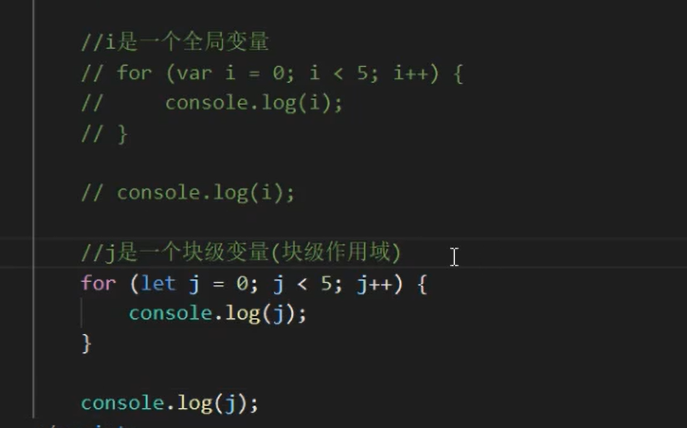 //i是一个全局变量
// for (var i = 0; i < 5; i++) {
//     console.log(i);
// }
// console.log(i);
//j是一个块级变量(块级作用域)
for (let j = 0; j < 5; j++) {
    console.log(j);
}
console.log(j);